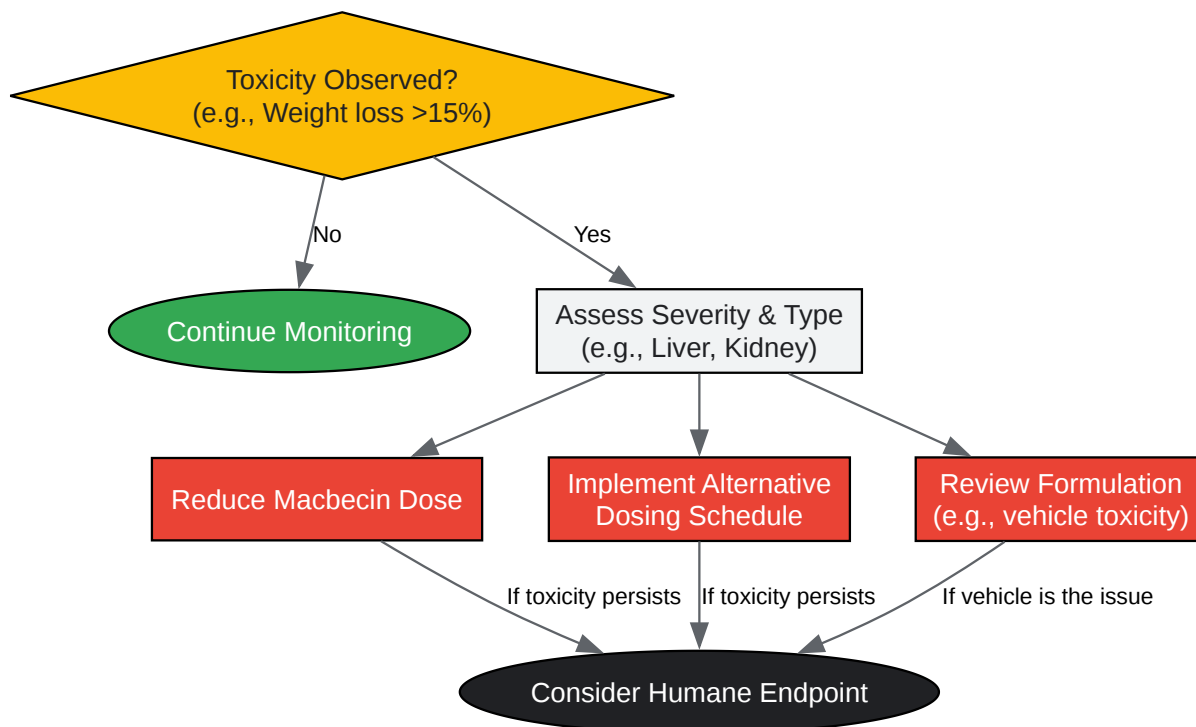 Toxicity Observed?
(e.g., Weight loss >15%)
No
Yes
Continue Monitoring
Assess Severity & Type
(e.g., Liver, Kidney)
Reduce Macbecin Dose
Implement Alternative
Dosing Schedule
Review Formulation
(e.g., vehicle toxicity)
If toxicity persists
If toxicity persists
If vehicle is the issue
Consider Humane Endpoint